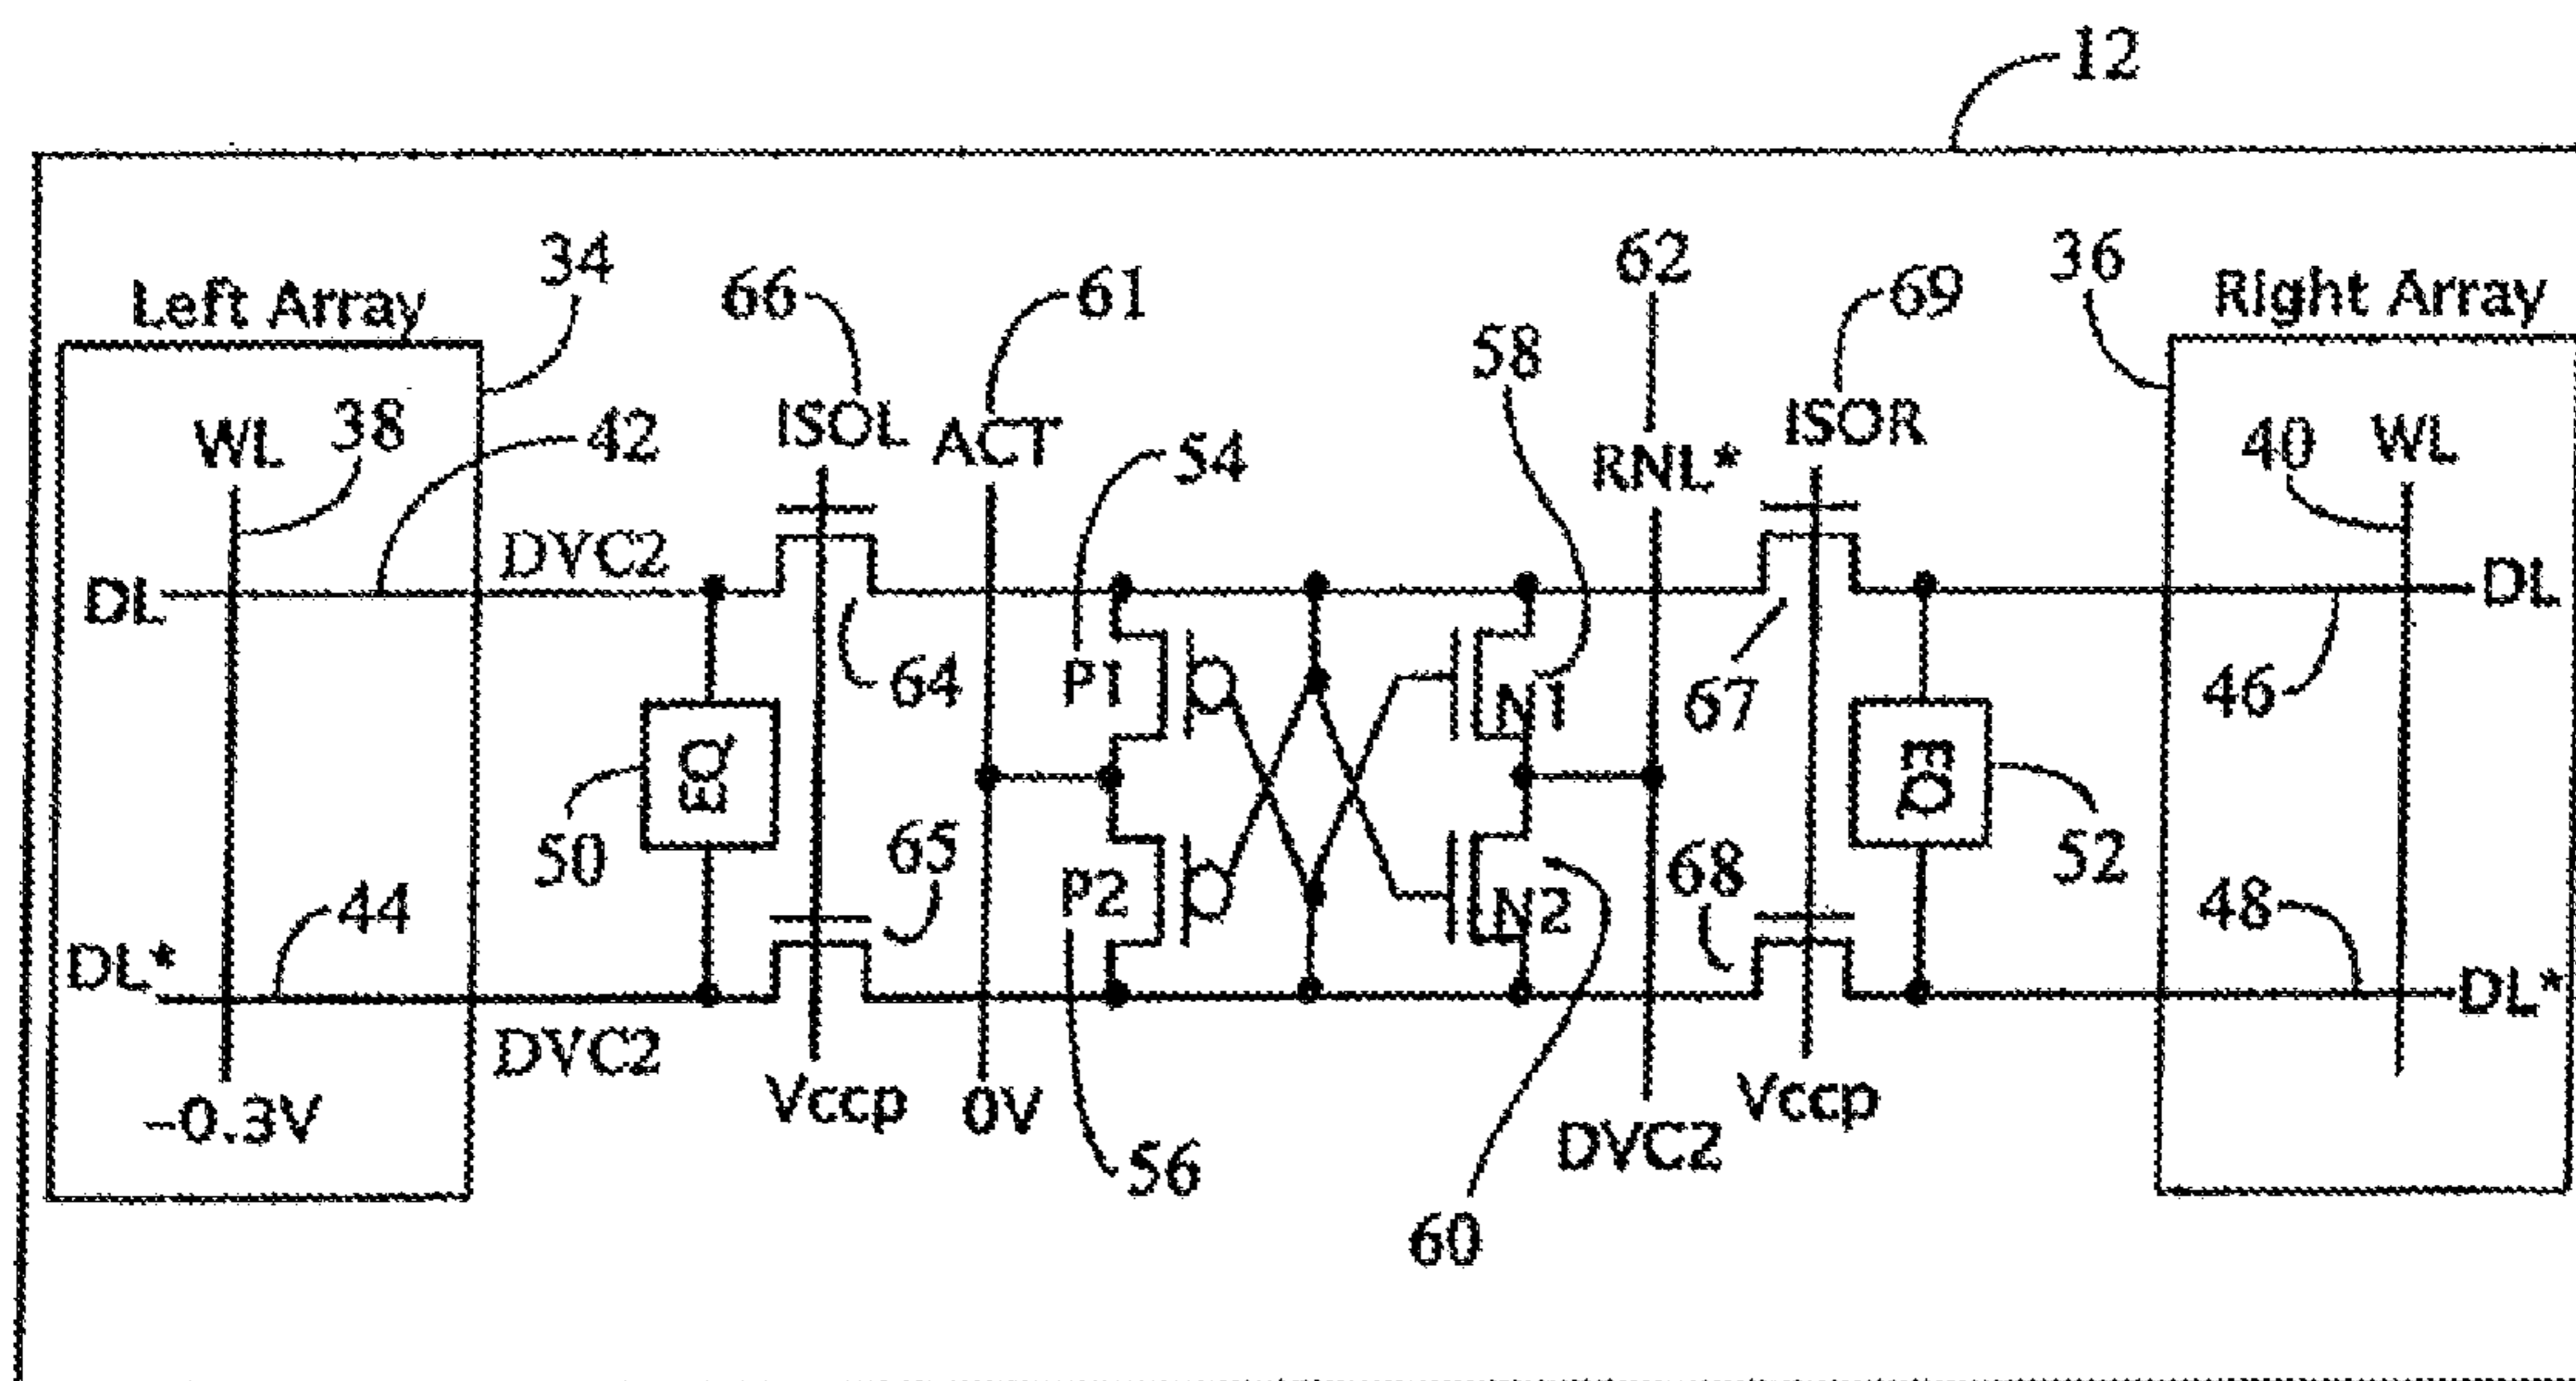 12
34
62
36
Left Array
66
61
69
Right Array
58
WL
38
42
ISOL
ACT
54
RNL*
ISOR
40
WL
DVC2
DL
DL
64
P1
N1
67
46
EQ
EQ
50
65
P2
N2
68
52
44
48
DL*
DL*
DVC2
-0.3V
Vccp
0V
56
DVC2
Vccp
60